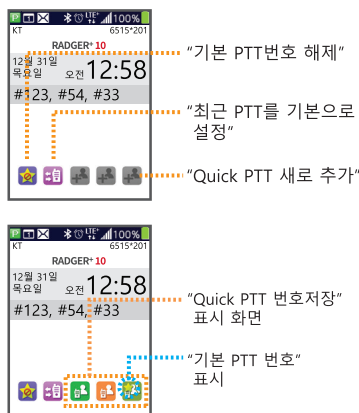 P LTE 100%
KT 6515*201
RADGER+ 10
12월 31일
목요일 오전 12:58
#123, #54, #33
"기본 PTT번호 해제"
"최근 PTT를 기본으로
설정"
"Quick PTT 새로 추가"
P LTE 100%
KT 6515*201
RADGER+ 10
12월 31일
목요일 오전 12:58
#123, #54, #33
"Quick PTT 번호저장"
표시 화면
"기본 PTT 번호"
표시